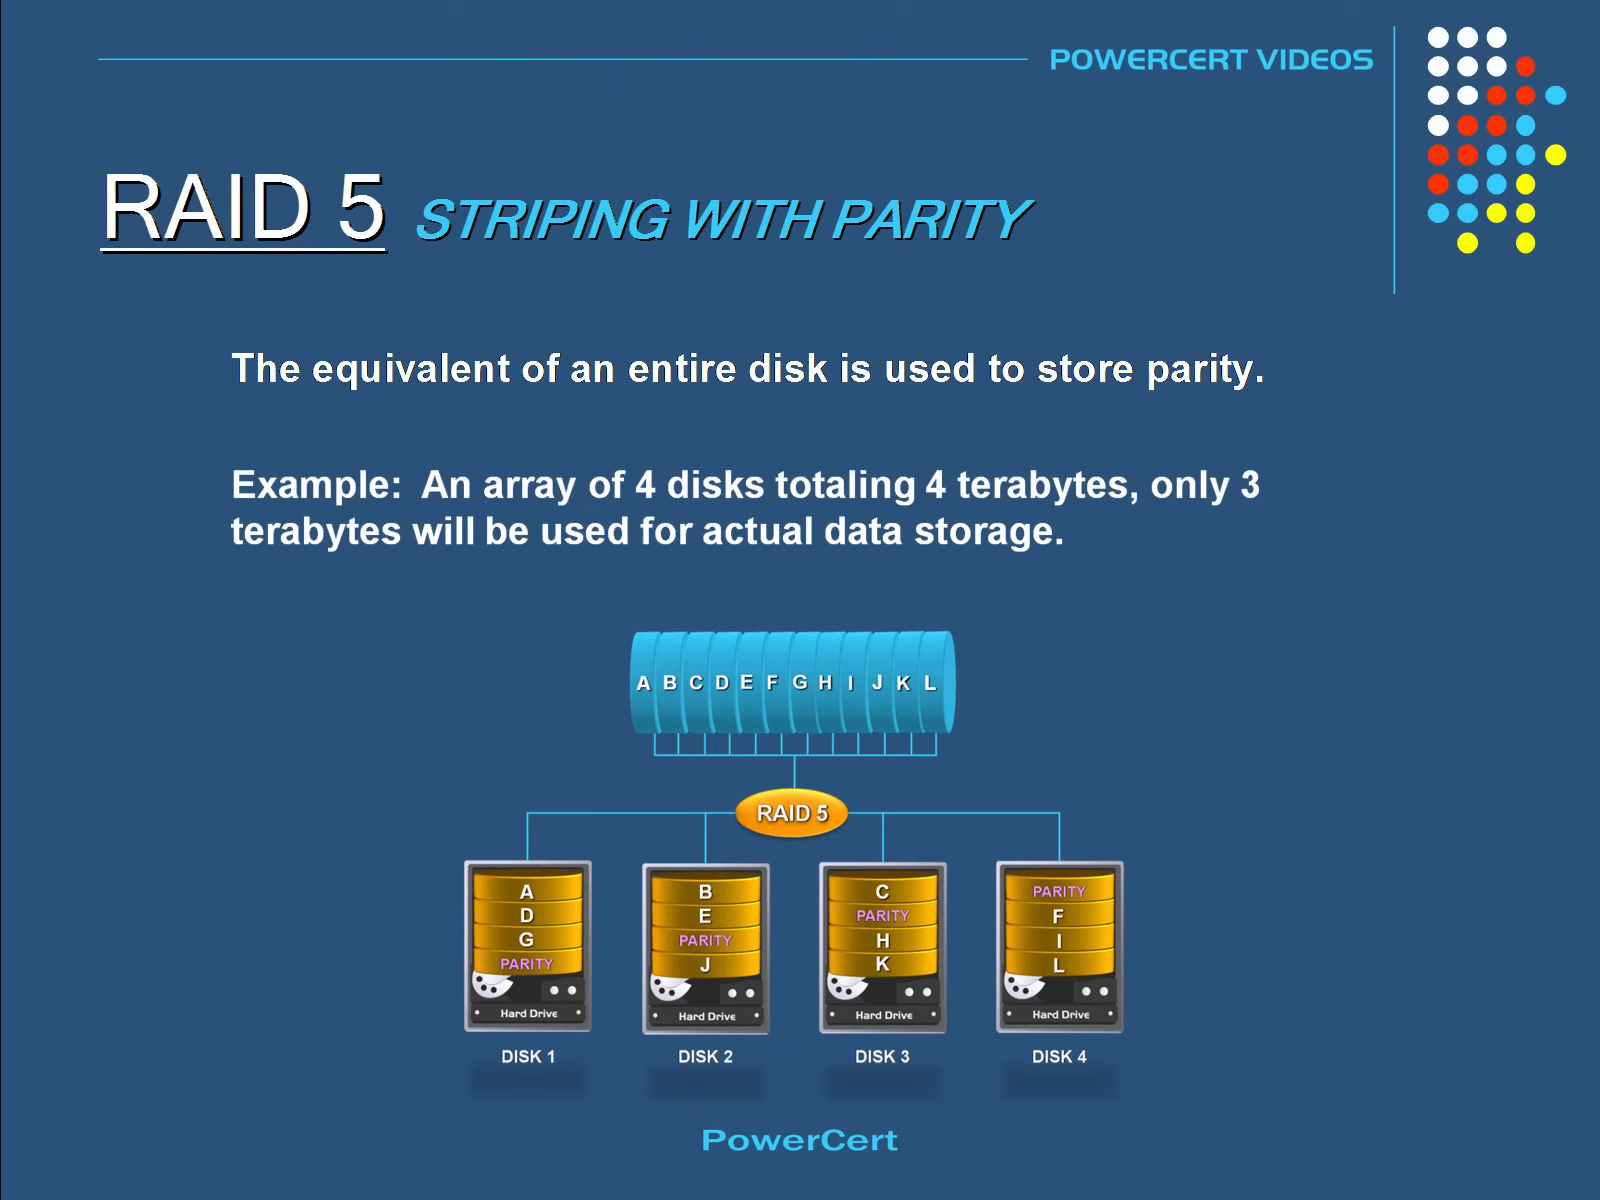 POWERCERT VIDEOS
RAID 5 STRIPING WITH PARITY
The equivalent of an entire disk is used to store parity.
Example: An array of 4 disks totaling 4 terabytes, only 3
terabytes will be used for actual data storage.
A B C D E F G H I J K L
RAID 5
A B C PARITY
D E PARITY F
G PARITY H I
PARITY J K L
Hard Drive Hard Drive Hard Drive Hard Drive
DISK 1 DISK 2 DISK 3 DISK 4
PowerCert